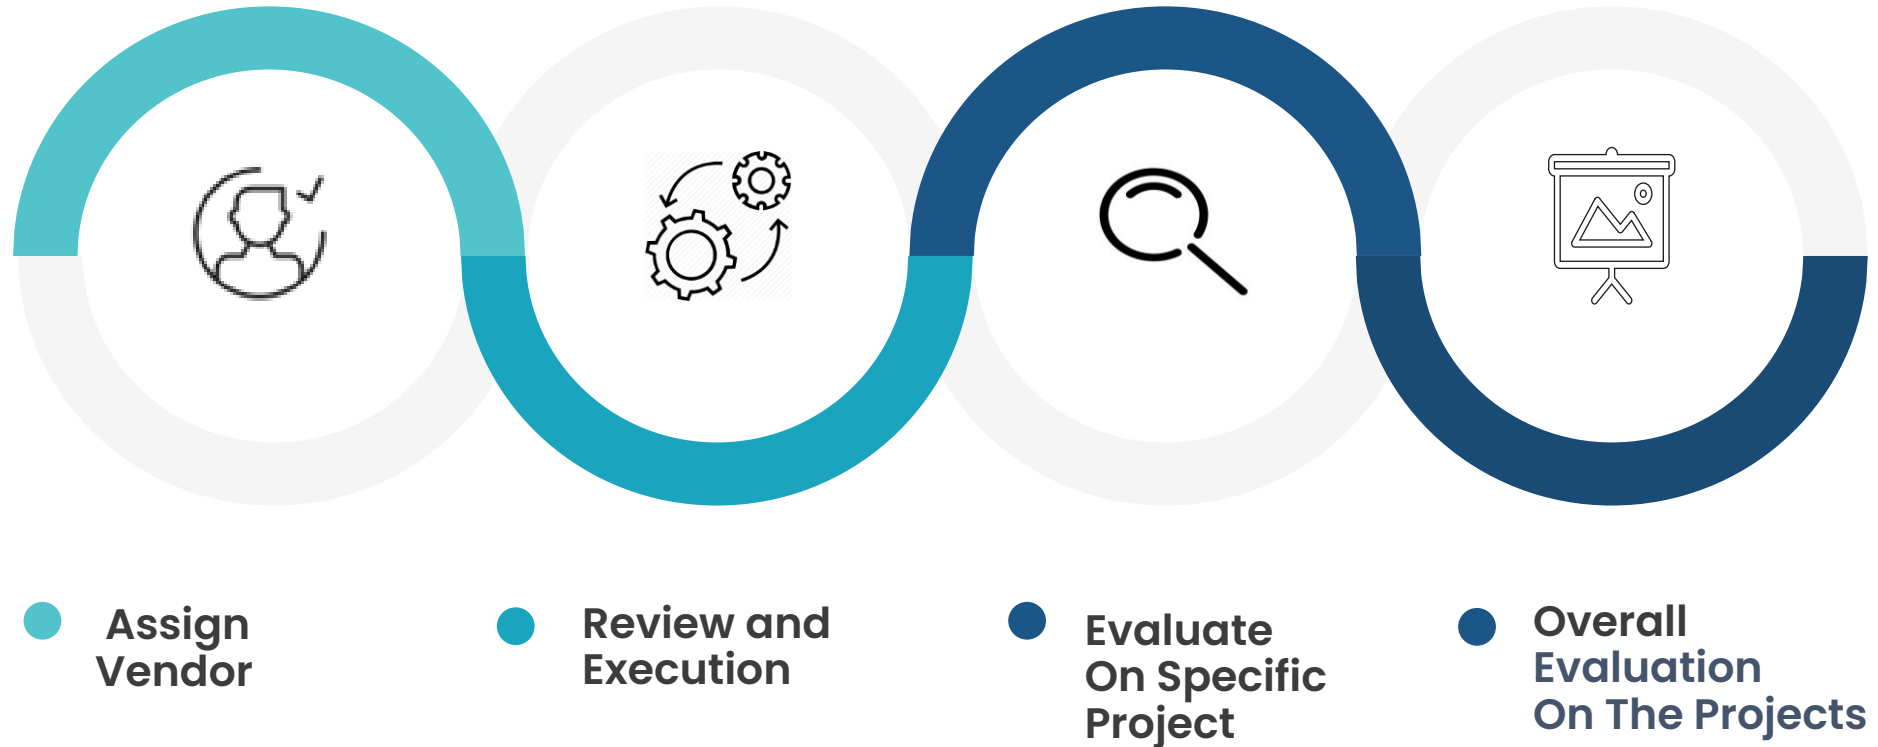 Assign
Vendor
Review and
Execution
Evaluate
On Specific
Project
Overall
Evaluation
On The Projects